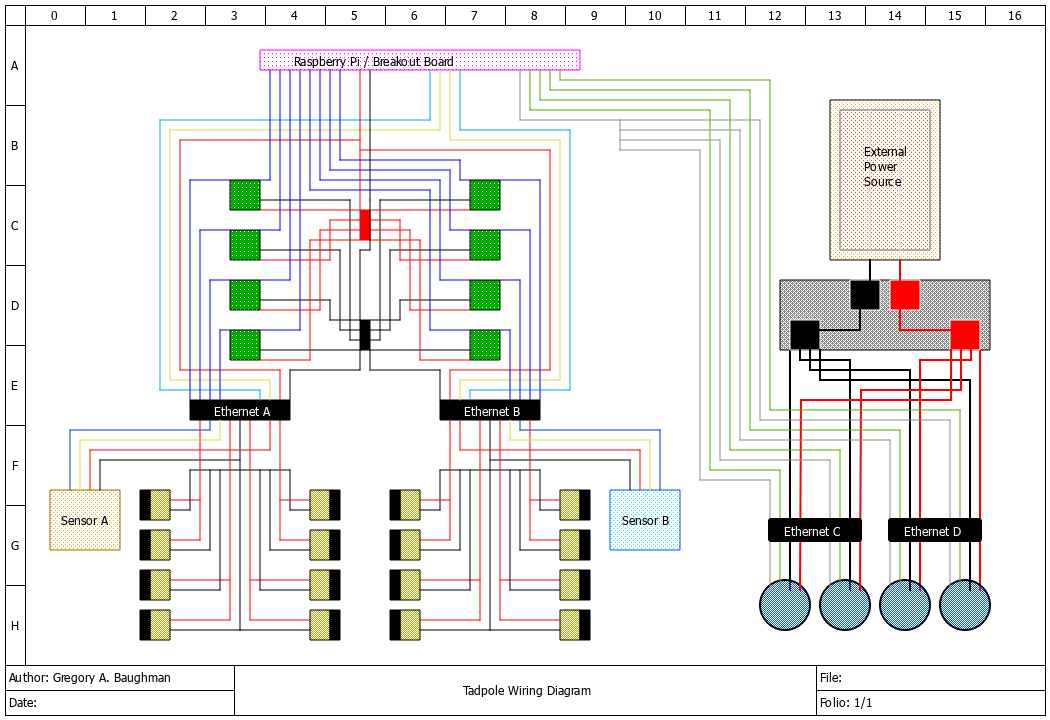 0 1 2 3 4 5 6 7 8 9 10 11 12 13 14 15 16
A
Raspberry Pi / Breakout Board
B
External
Power
Source
C
D
E
Ethernet A
Ethernet B
F
Sensor A
Sensor B
G
Ethernet C
Ethernet D
H
Author: Gregory A. Baughman
Date:
Tadpole Wiring Diagram
File:
Folio: 1/1